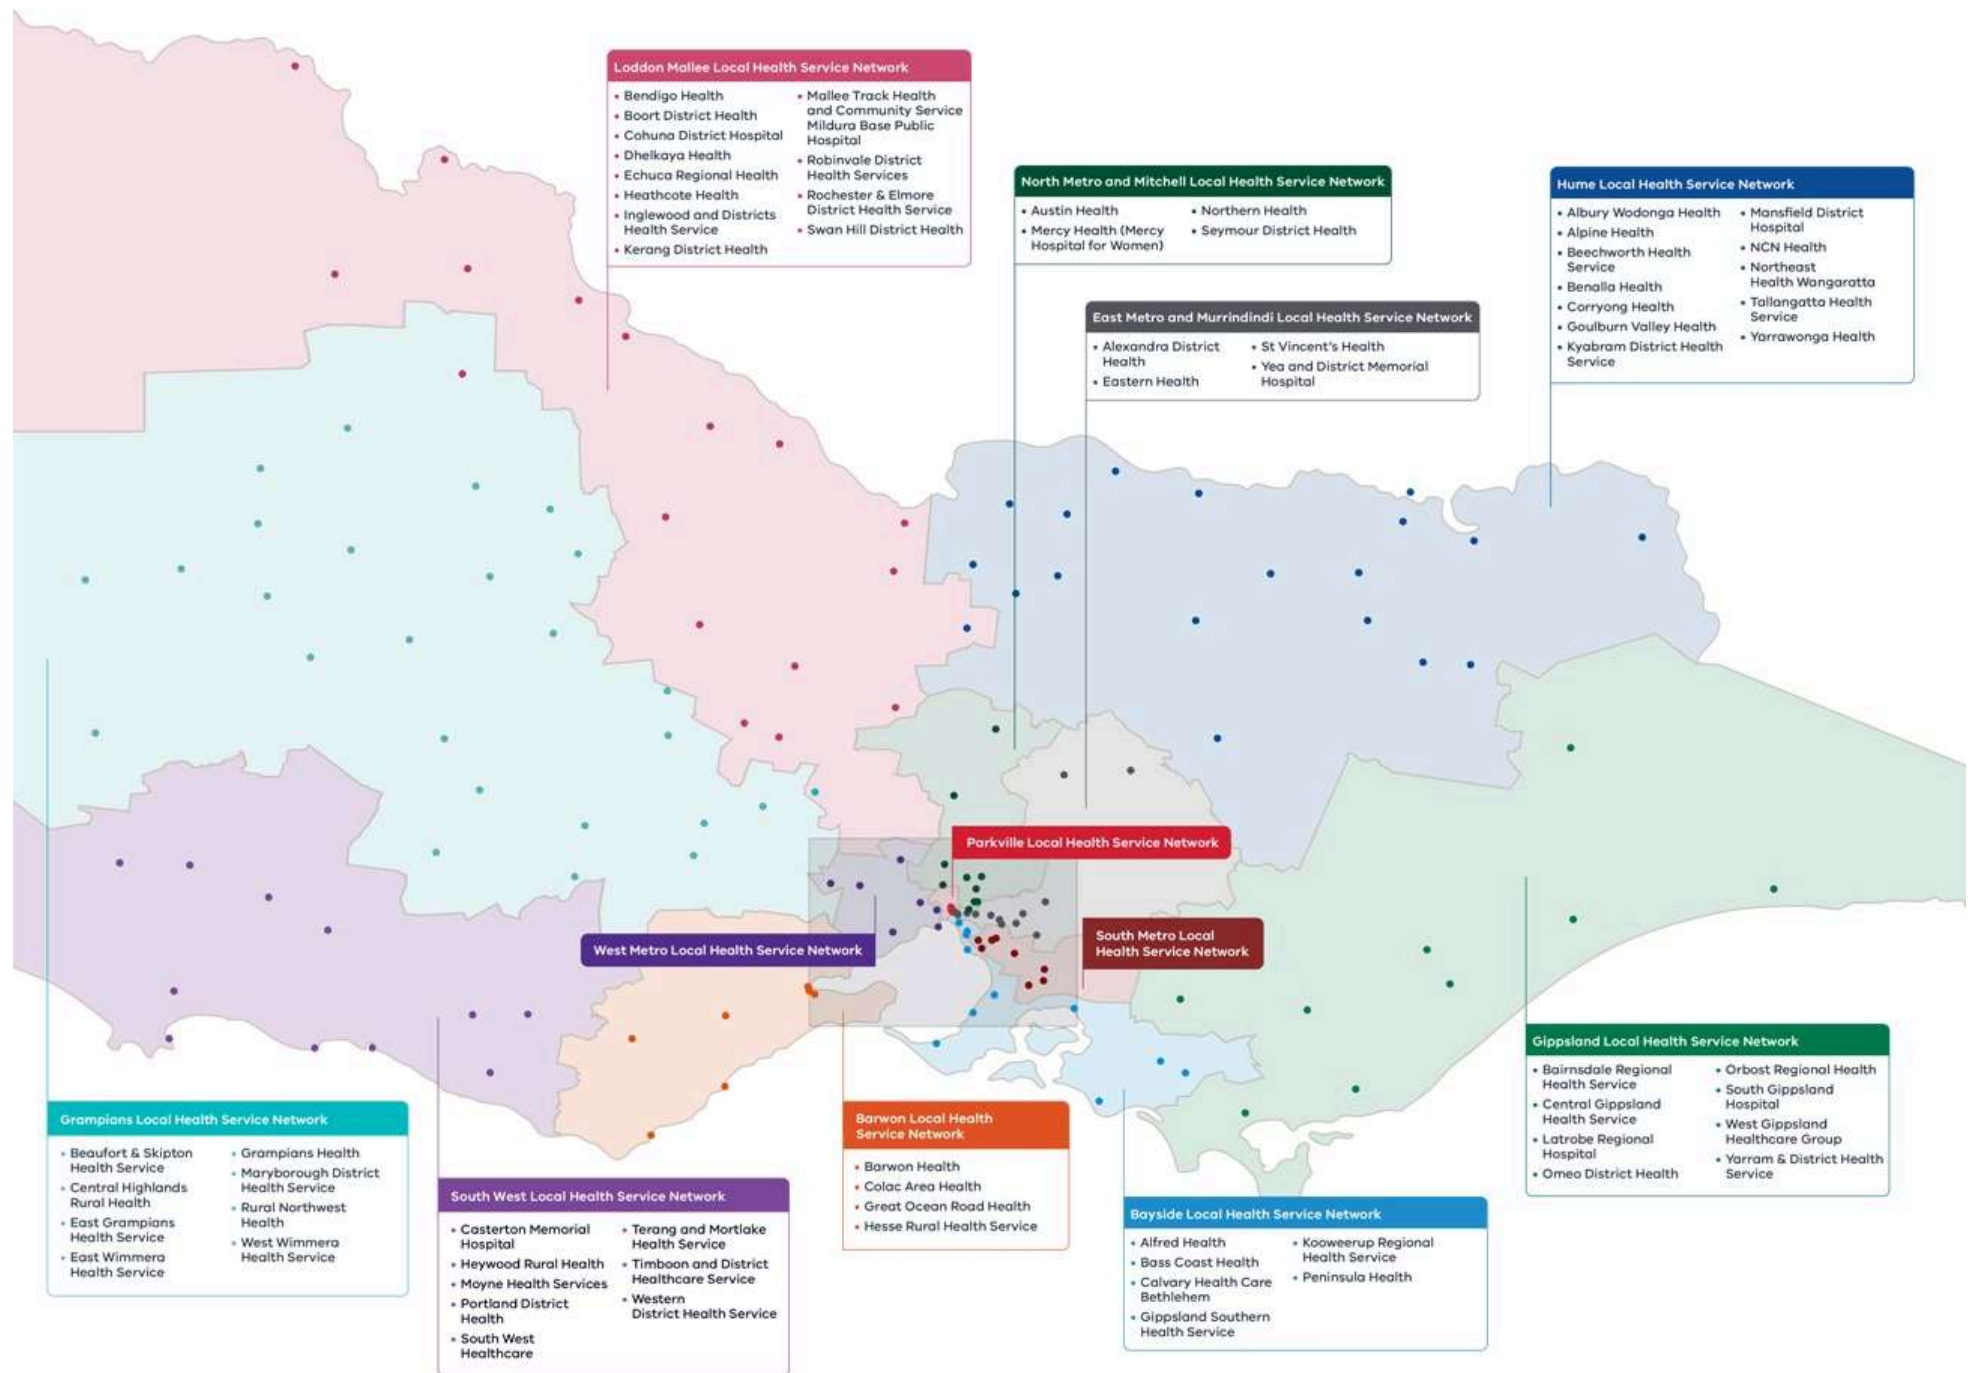 Loddon Mallee Local Health Service Network
• Bendigo Health
• Boort District Health
• Cohuna District Hospital
• Dhelkaya Health
• Echuca Regional Health
• Heathcote Health
• Inglewood and Districts
Health Service
• Kerang District Health
• Mallee Track Health
and Community Service
Mildura Base Public
Hospital
• Robinvale District
Health Services
• Rochester & Elmore
District Health Service
• Swan Hill District Health
North Metro and Mitchell Local Health Service Network
• Austin Health
• Mercy Health (Mercy
Hospital for Women)
• Northern Health
• Seymour District Health
Hume Local Health Service Network
• Albury Wodonga Health
• Alpine Health
• Beechworth Health
Service
• Benalla Health
• Corryong Health
• Goulburn Valley Health
• Kyabram District Health
Service
• Mansfield District
Hospital
• NCN Health
• Northeast
Health Wangaratta
• Tallangatta Health
Service
• Yarrawonga Health
East Metro and Murrindindi Local Health Service Network
• Alexandra District
Health
• Eastern Health
• St Vincent's Health
• Yea and District Memorial
Hospital
Parkville Local Health Service Network
West Metro Local Health Service Network
South Metro Local
Health Service Network
Gippsland Local Health Service Network
• Bairnsdale Regional
Health Service
• Central Gippsland
Health Service
• Latrobe Regional
Hospital
• Omeo District Health
• Orbost Regional Health
• South Gippsland
Hospital
• West Gippsland
Healthcare Group
• Yarram & District Health
Service
Grampians Local Health Service Network
• Beaufort & Skipton
Health Service
• Central Highlands
Rural Health
• East Grampians
Health Service
• East Wimmera
Health Service
• Grampians Health
• Maryborough District
Health Service
• Rural Northwest
Health
• West Wimmera
Health Service
South West Local Health Service Network
• Casterton Memorial
Hospital
• Heywood Rural Health
• Moyne Health Services
• Portland District
Health
• South West
Healthcare
• Terang and Mortlake
Health Service
• Timboon and District
Healthcare Service
• Western
District Health Service
Barwon Local Health
Service Network
• Barwon Health
• Colac Area Health
• Great Ocean Road Health
• Hesse Rural Health Service
Bayside Local Health Service Network
• Alfred Health
• Bass Coast Health
• Calvary Health Care
Bethlehem
• Gippsland Southern
Health Service
• Kooweerup Regional
Health Service
• Peninsula Health